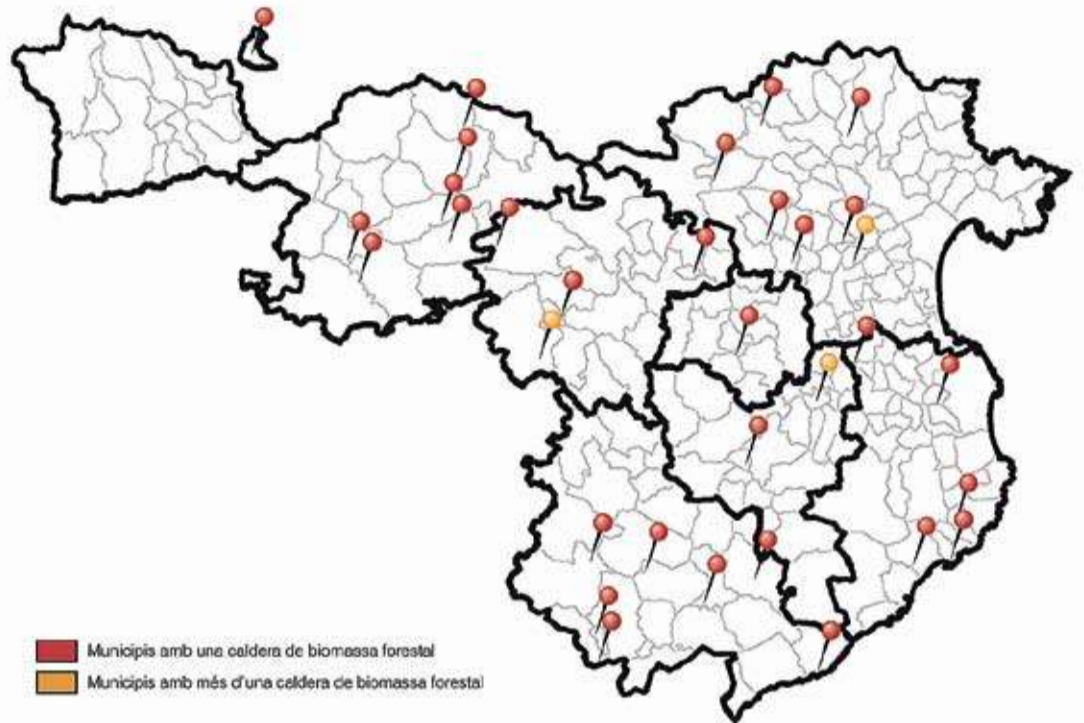 Municipis amb una caldera de biomassa forestal
Municipis amb més d'una caldera de biomassa forestal